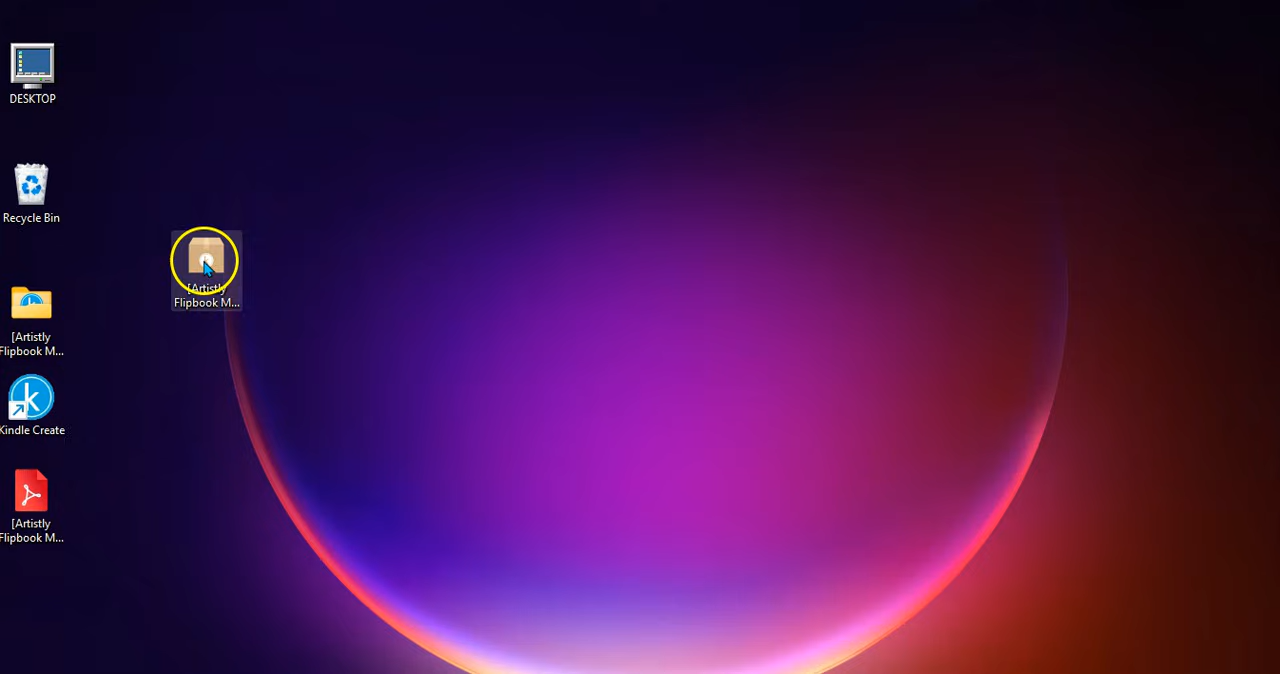 DESKTOP
Recycle Bin
[Artistly
Flipbook M...
[Artistly
Flipbook M...
Kindle Create
[Artistly
Flipbook M...